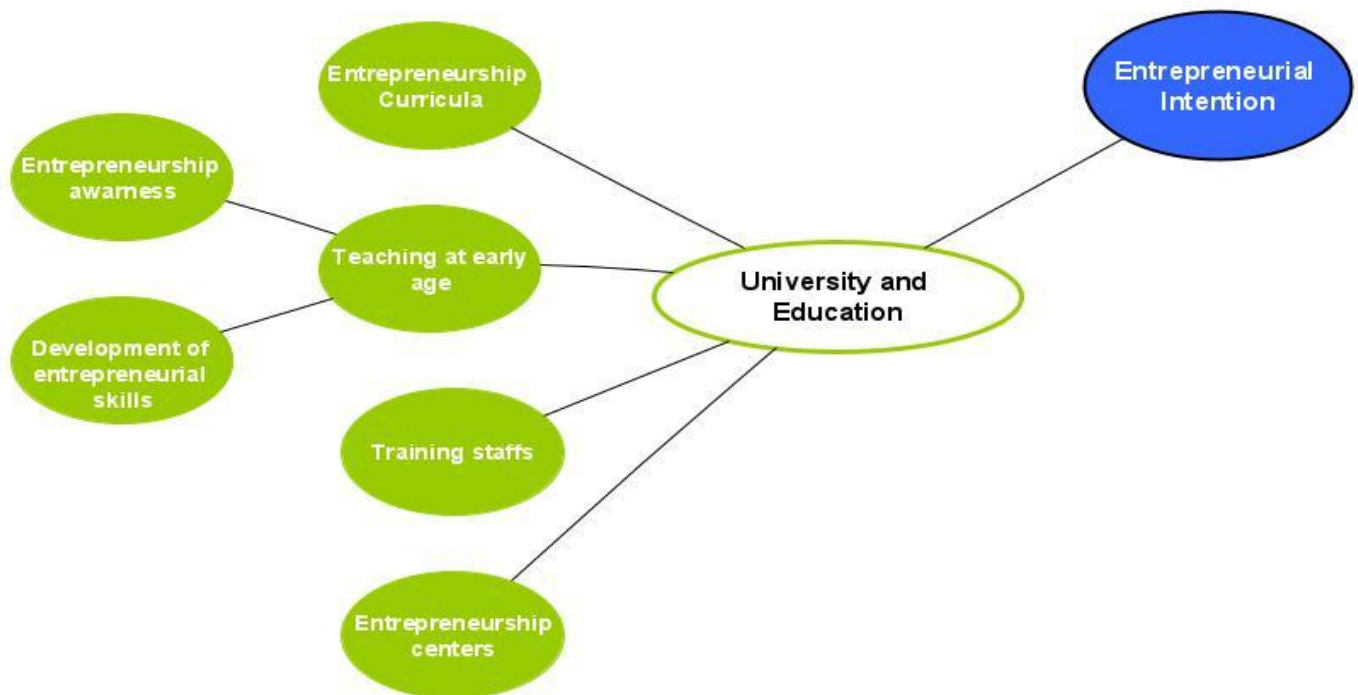 Entrepreneurship
Curricula
Entrepreneurial
Intention
Entrepreneurship
awarness
Teaching at early
age
University and
Education
Development of
entrepreneurial
skills
Training staffs
Entrepreneurship
centers